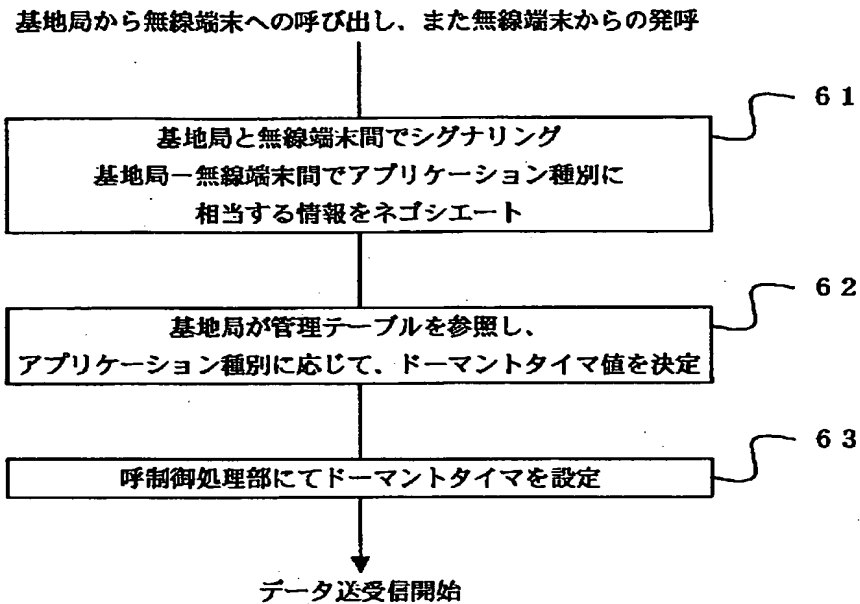 基地局から無線端末への呼び出し、また無線端末からの発呼
61
基地局と無線端末間でシグナリング
基地局－無線端末間でアプリケーション種別に
相当する情報をネゴシエート
62
基地局が管理テーブルを参照し、
アプリケーション種別に応じて、ドーマントタイマ値を決定
63
呼制御処理部にてドーマントタイマを設定
データ送受信開始